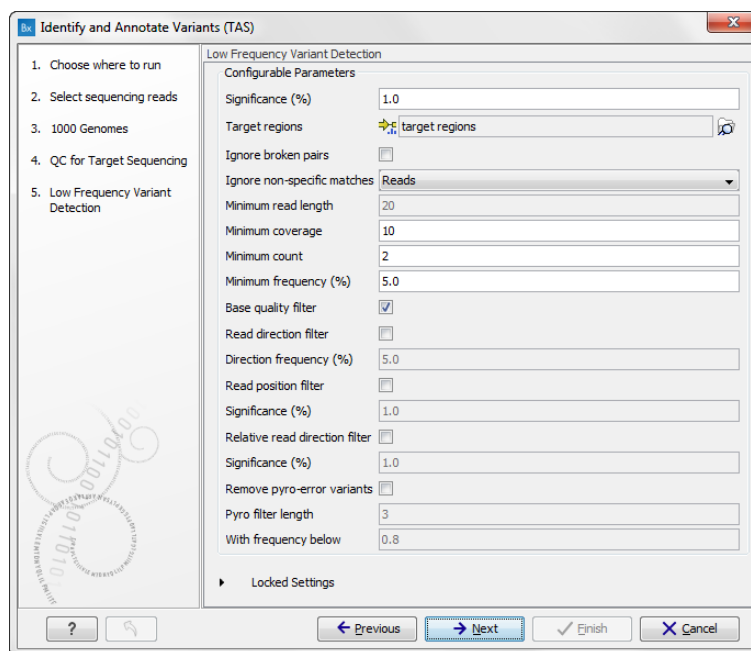 Bx Identify and Annotate Variants (TAS)
1. Choose where to run
2. Select sequencing reads
3. 1000 Genomes
4. QC for Target Sequencing
5. Low Frequency Variant
Detection
Low Frequency Variant Detection
Configurable Parameters
Significance (%) 1.0
Target regions target regions
Ignore broken pairs
Ignore non-specific matches Reads
Minimum read length 20
Minimum coverage 10
Minimum count 2
Minimum frequency (%) 5.0
Base quality filter
Read direction filter
Direction frequency (%) 5.0
Read position filter
Significance (%) 1.0
Relative read direction filter
Significance (%) 1.0
Remove pyro-error variants
Pyro filter length 3
With frequency below 0.8
Locked Settings
? Previous Next Finish Cancel